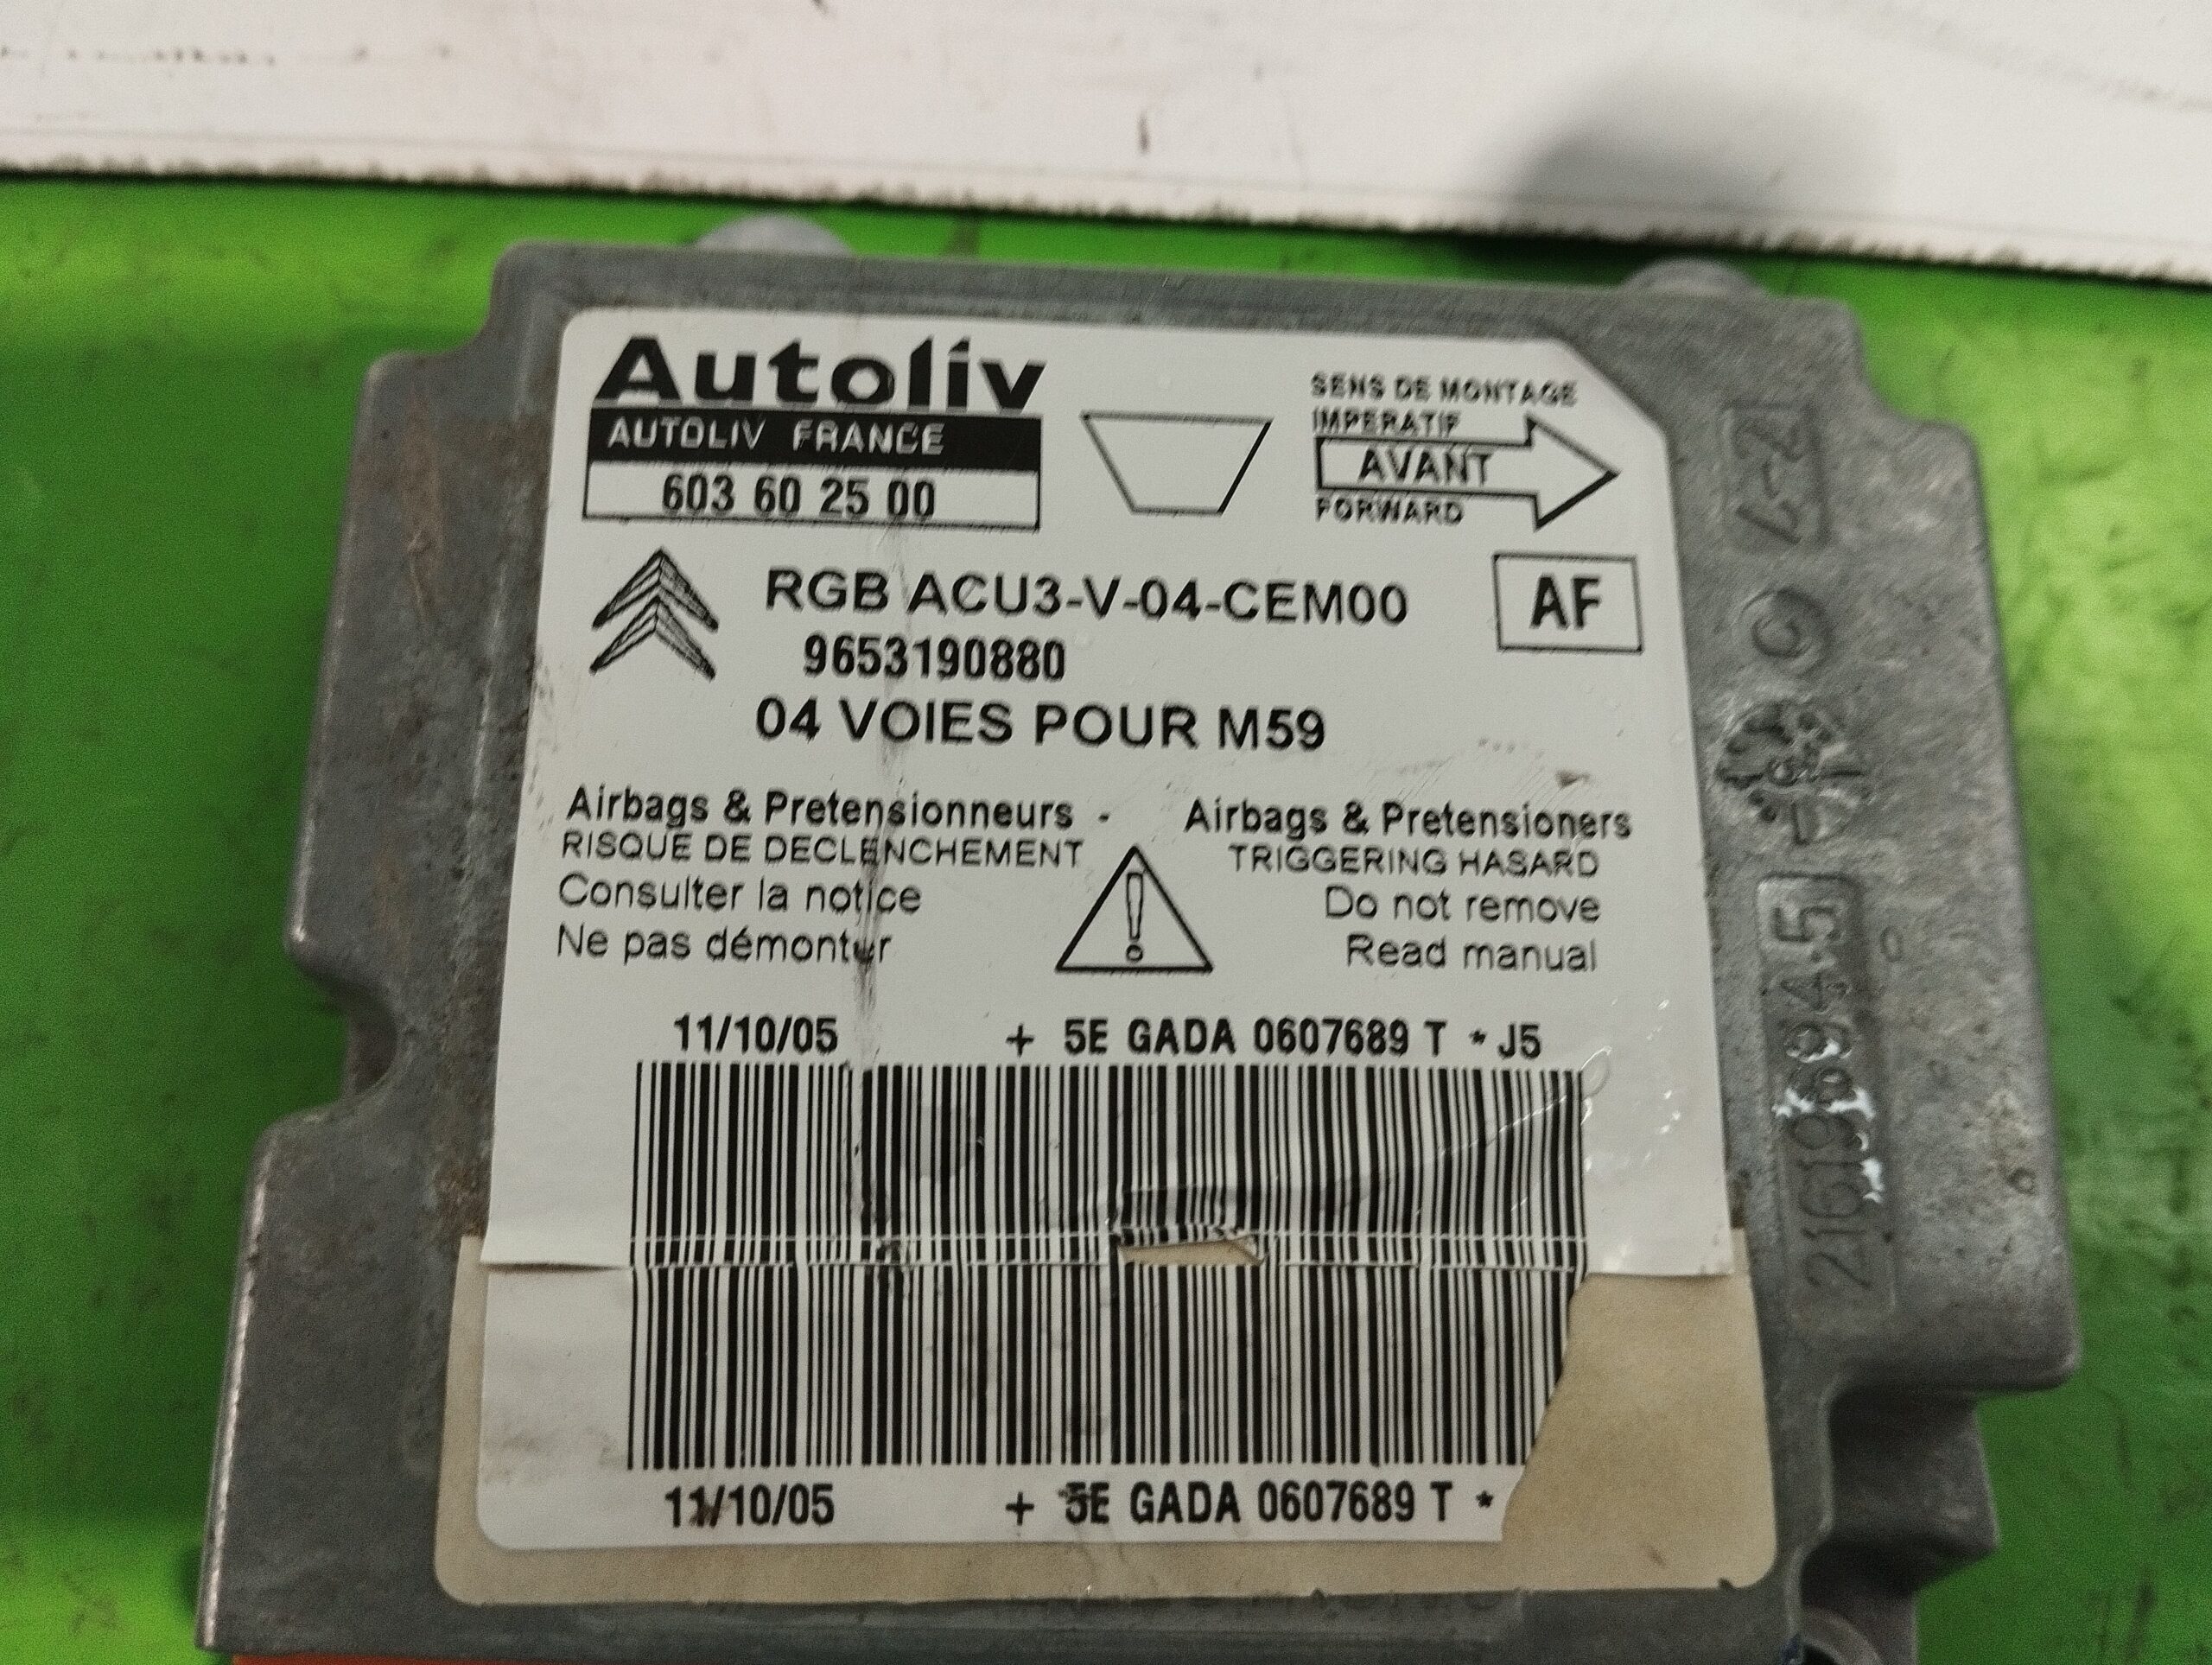 Autoliv
AUTOLIV FRANCE
603 60 25 00
SENS DE MONTAGE
IMPERATIF
AVANT
FORWARD
RGB ACU3-V-04-CEM00
AF
9653190880
04 VOIES POUR M59
Airbags & Pretensionneurs - Airbags & Pretensioners
RISQUE DE DECLENCHEMENT TRIGGERING HASARD
Consulter la notice Do not remove
Ne pas démontur Read manual
11/10/05 + 5E GADA 0607689 T * J5
11/10/05 + 5E GADA 0607689 T *